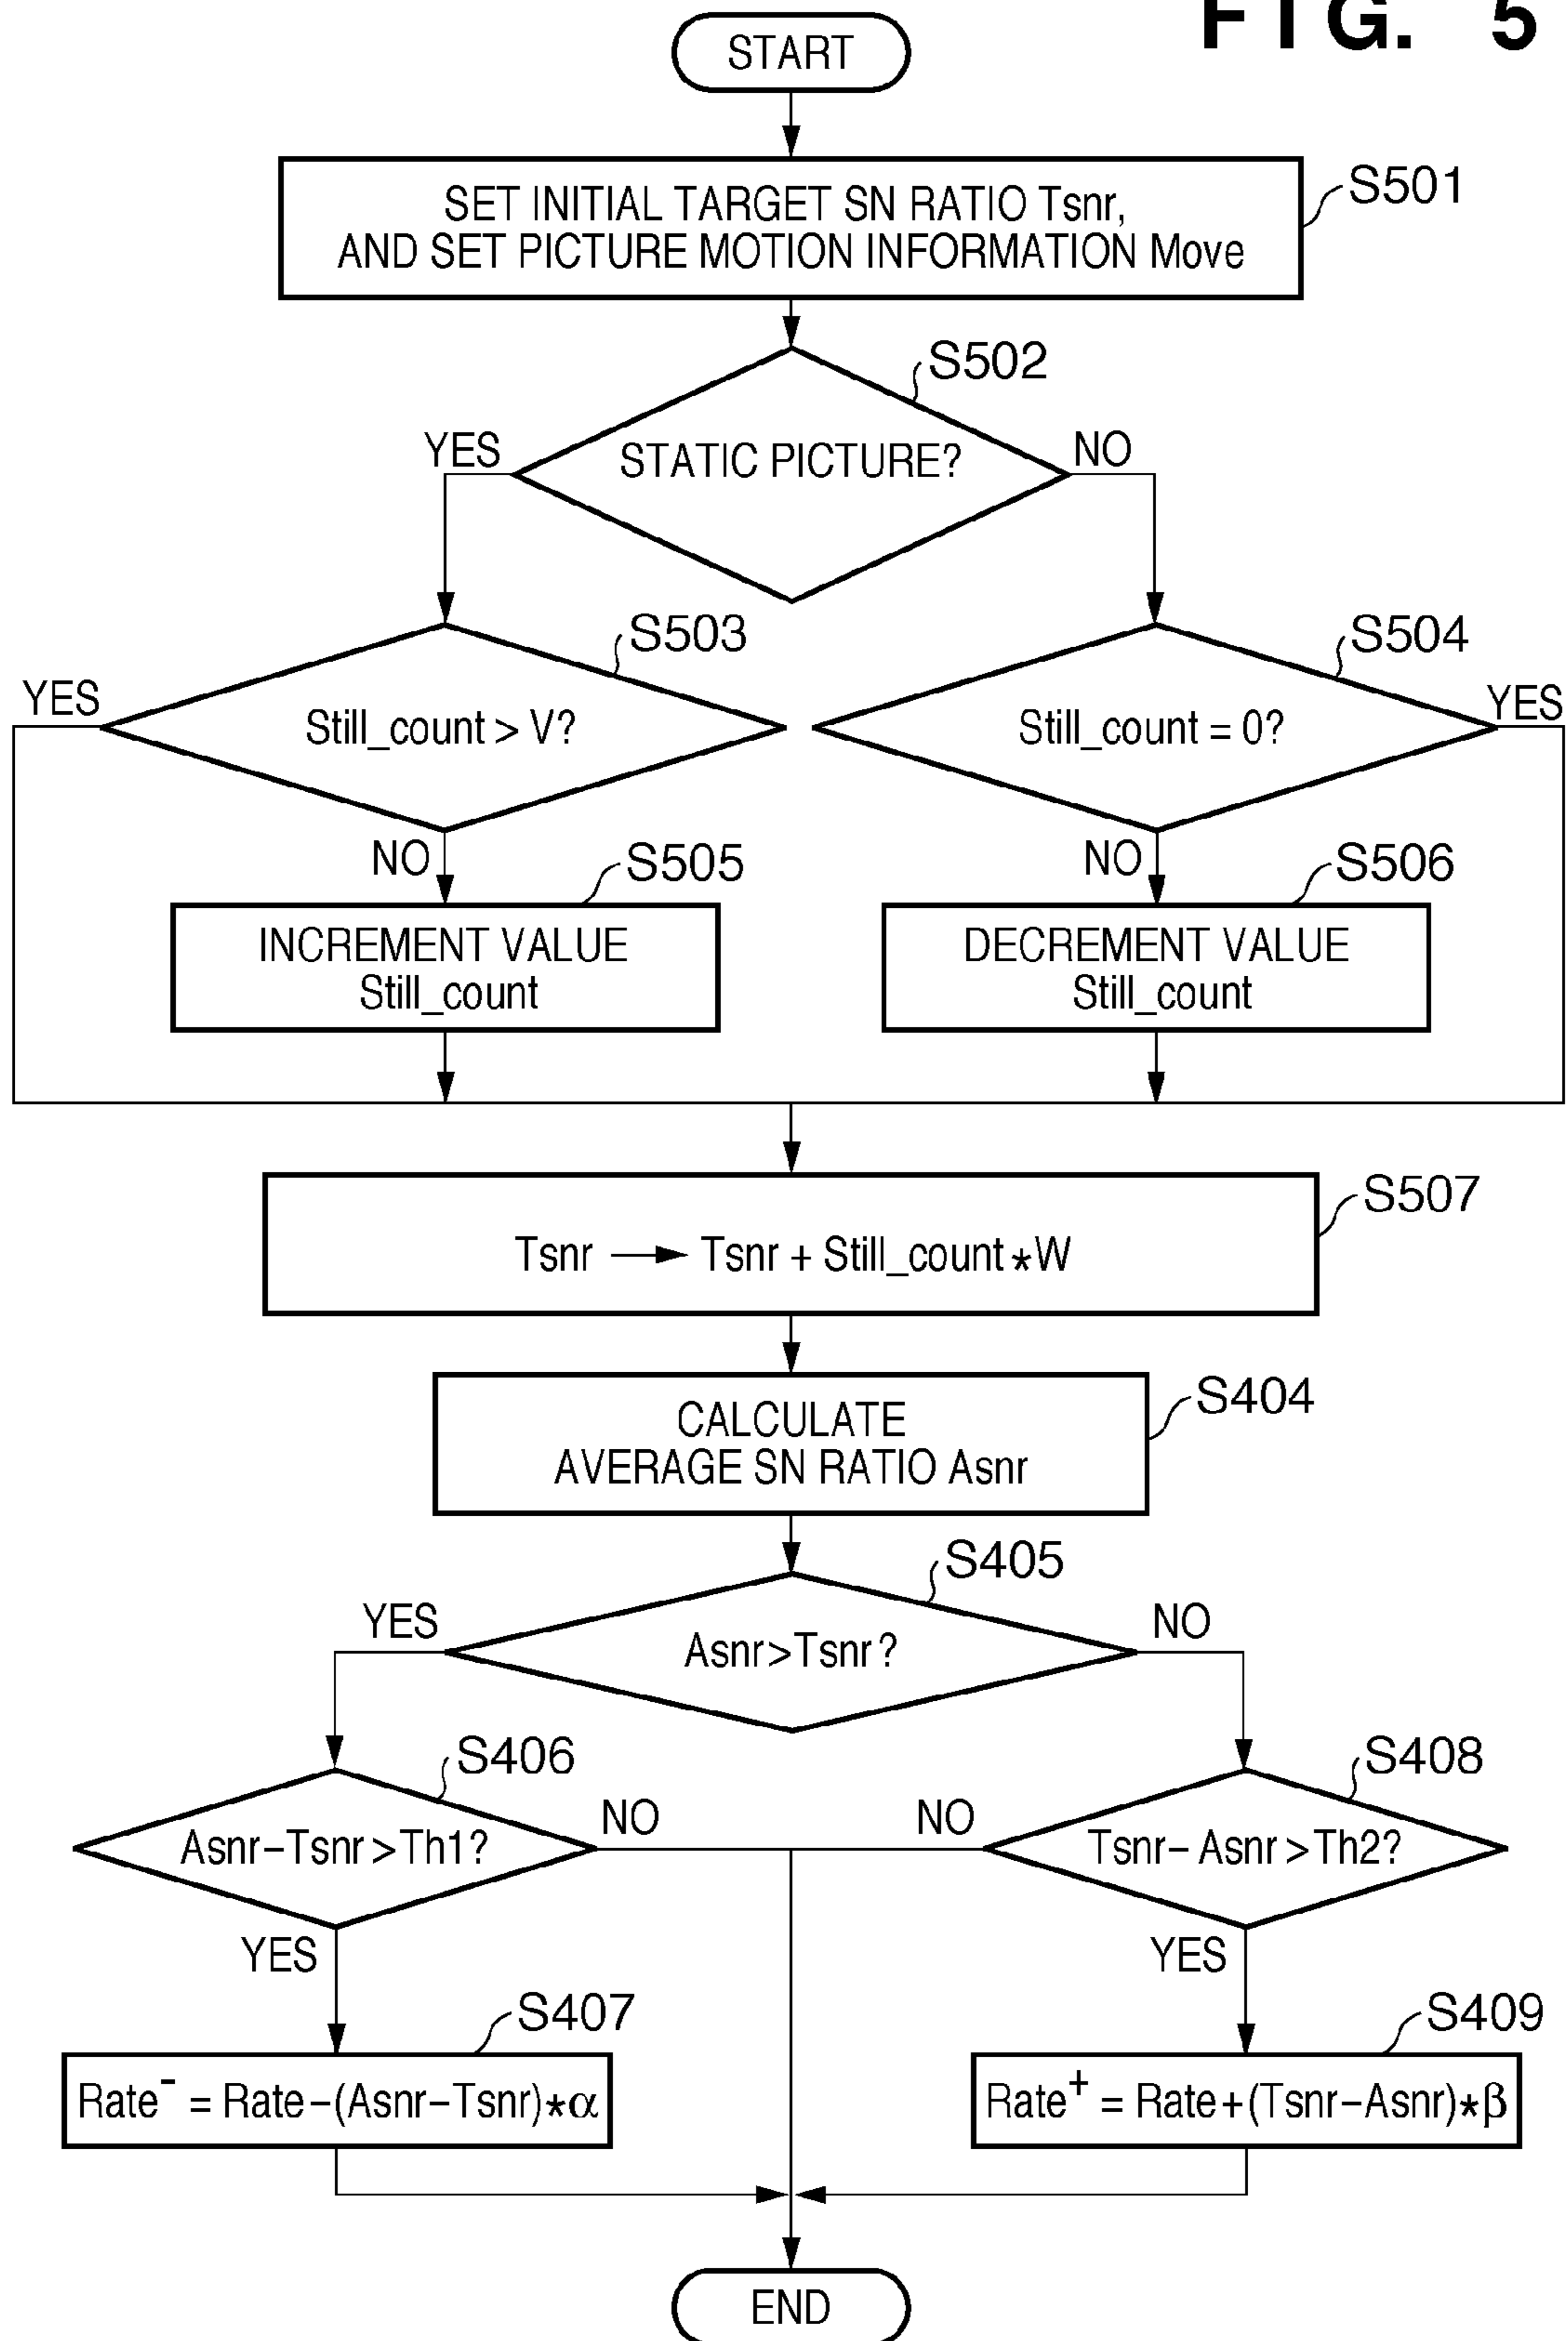 FIG. 5
START
SET INITIAL TARGET SN RATIO Tsnr,
AND SET PICTURE MOTION INFORMATION Move
S501
STATIC PICTURE?
S502
YES
NO
Still_count > V?
S503
YES
NO
Still_count = 0?
S504
YES
NO
INCREMENT VALUE
Still_count
S505
DECREMENT VALUE
Still_count
S506
Tsnr → Tsnr + Still_count*W
S507
CALCULATE
AVERAGE SN RATIO Asnr
S404
Asnr>Tsnr?
S405
YES
NO
Asnr−Tsnr>Th1?
S406
NO
YES
Tsnr−Asnr>Th2?
S408
NO
YES
Rate⁻ = Rate−(Asnr−Tsnr)*α
S407
Rate⁺ = Rate+(Tsnr−Asnr)*β
S409
END